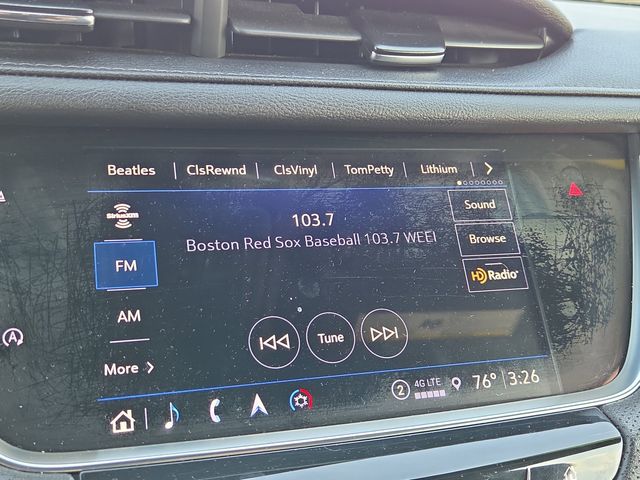 Beatles ClsRewnd ClsVinyl TomPetty Lithium
SiriusXM
103.7
Boston Red Sox Baseball 103.7 WEEI
Sound
FM
Browse
HD Radio
AM
Tune
More
A
2 4G LTE 76° 3:26